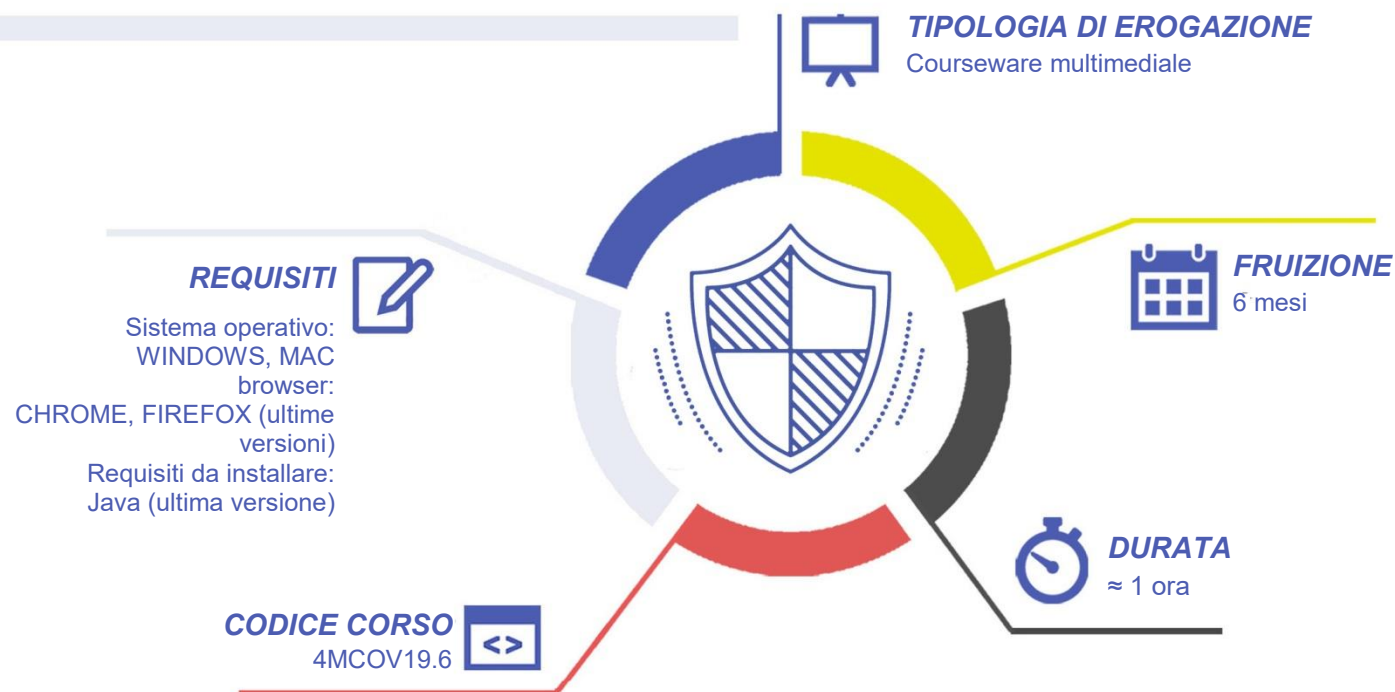 TIPOLOGIA DI EROGAZIONE
Courseware multimediale
REQUISITI
Sistema operativo:
WINDOWS, MAC
browser:
CHROME, FIREFOX (ultime
versioni)
Requisiti da installare:
Java (ultima versione)
FRUIZIONE
6 mesi
DURATA
≈ 1 ora
CODICE CORSO
4MCOV19.6
<>